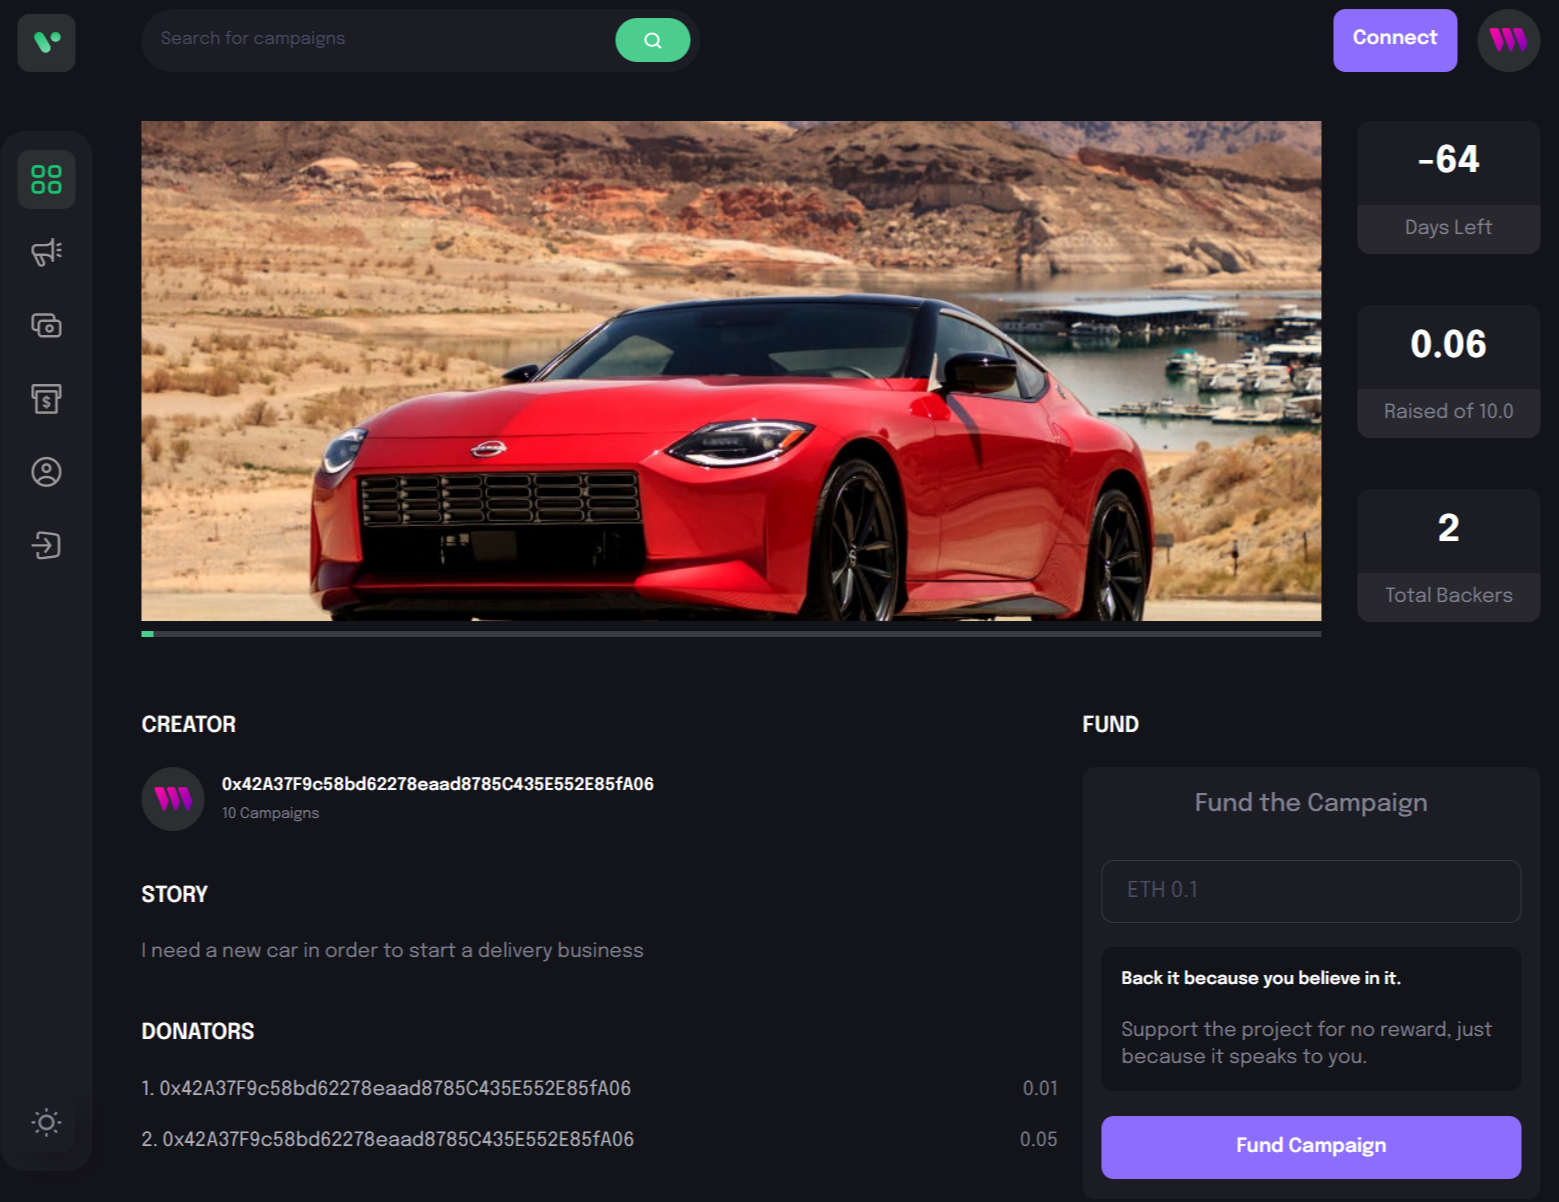 Search for campaigns
Connect
-64
Days Left
0.06
Raised of 10.0
2
Total Backers
CREATOR
0x42A37F9c58bd62278eaad8785C435E552E85fA06
10 Campaigns
STORY
I need a new car in order to start a delivery business
DONATORS
1. 0x42A37F9c58bd62278eaad8785C435E552E85fA06
0.01
2. 0x42A37F9c58bd62278eaad8785C435E552E85fA06
0.05
FUND
Fund the Campaign
ETH 0.1
Back it because you believe in it.
Support the project for no reward, just
because it speaks to you.
Fund Campaign